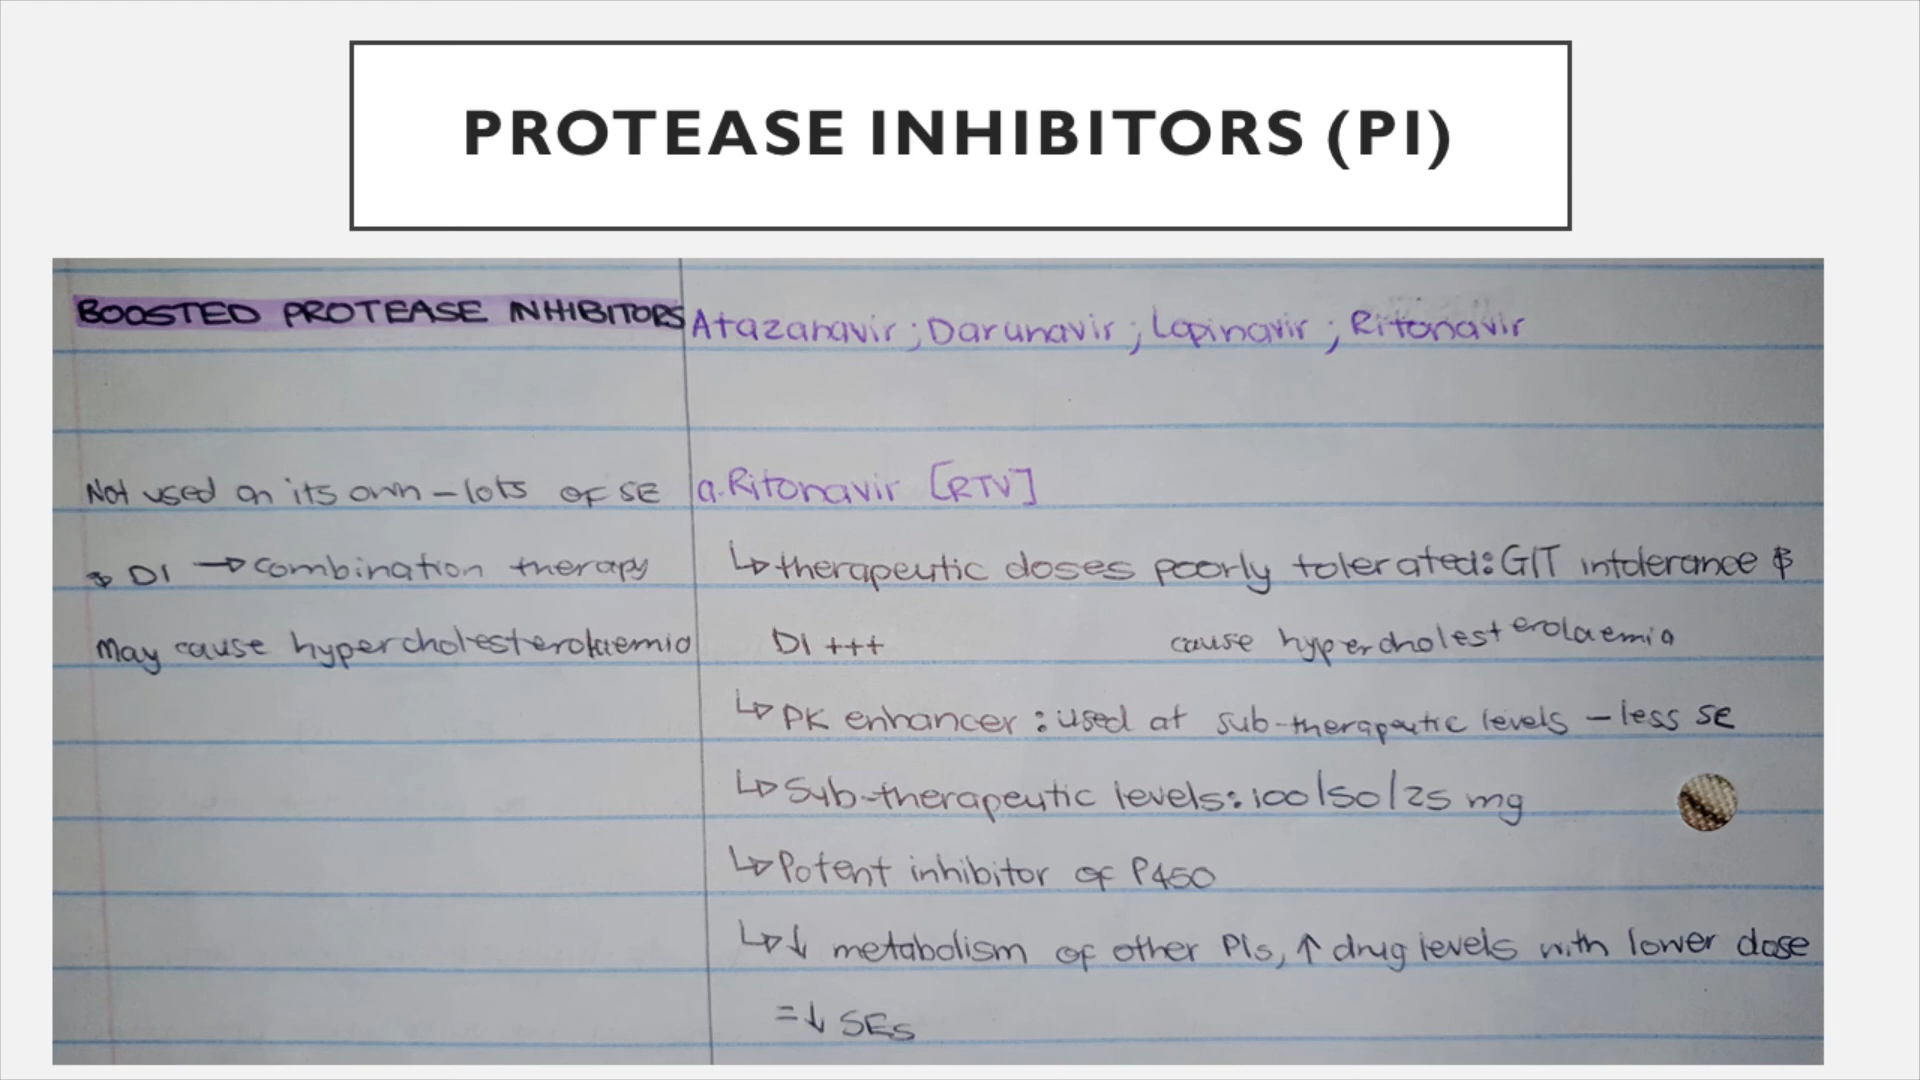 PROTEASE INHIBITORS (PI)
BOOSTED PROTEASE INHIBITORS Atazanavir ; Darunavir ; Lopinavir ; Ritonavir
Not used on its own – lots of SE a. Ritonavir [RTV]
& DI → combination therapy ↳ therapeutic doses poorly tolerated: GIT intolerance &
May cause hypercholesterolaemia DI +++ cause hypercholesterolaemia
↳ PK enhancer : used at sub-therapeutic levels – less SE
↳ Sub-therapeutic levels: 100/50/25 mg
↳ Potent inhibitor of P450
↳ ↓ metabolism of other PIs, ↑ drug levels with lower dose
= ↓ SEs